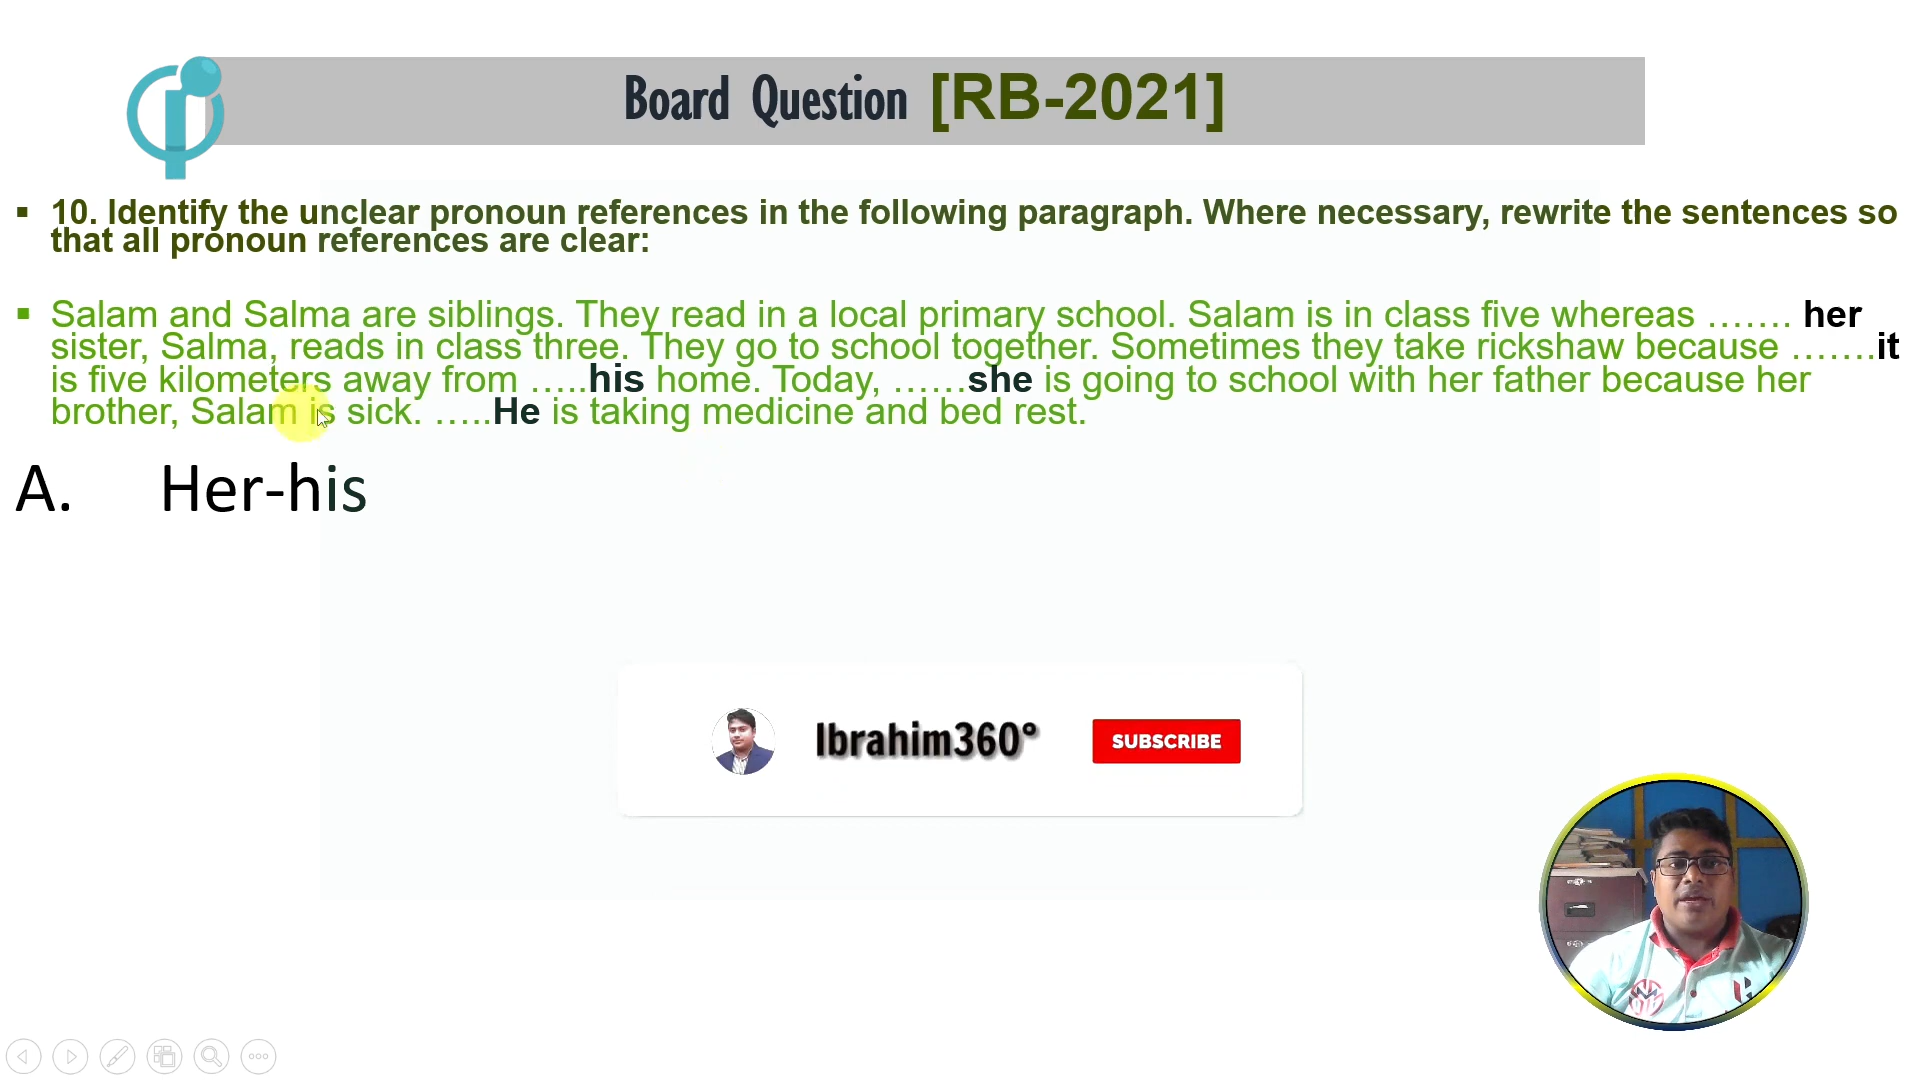 Board Question [RB-2021]
▪ 10. Identify the unclear pronoun references in the following paragraph. Where necessary, rewrite the sentences so
that all pronoun references are clear:
▪ Salam and Salma are siblings. They read in a local primary school. Salam is in class five whereas ……. her
sister, Salma, reads in class three. They go to school together. Sometimes they take rickshaw because …….it
is five kilometers away from …..his home. Today, ……she is going to school with her father because her
brother, Salam is sick. …..He is taking medicine and bed rest.
A. Her-his
Ibrahim360° SUBSCRIBE